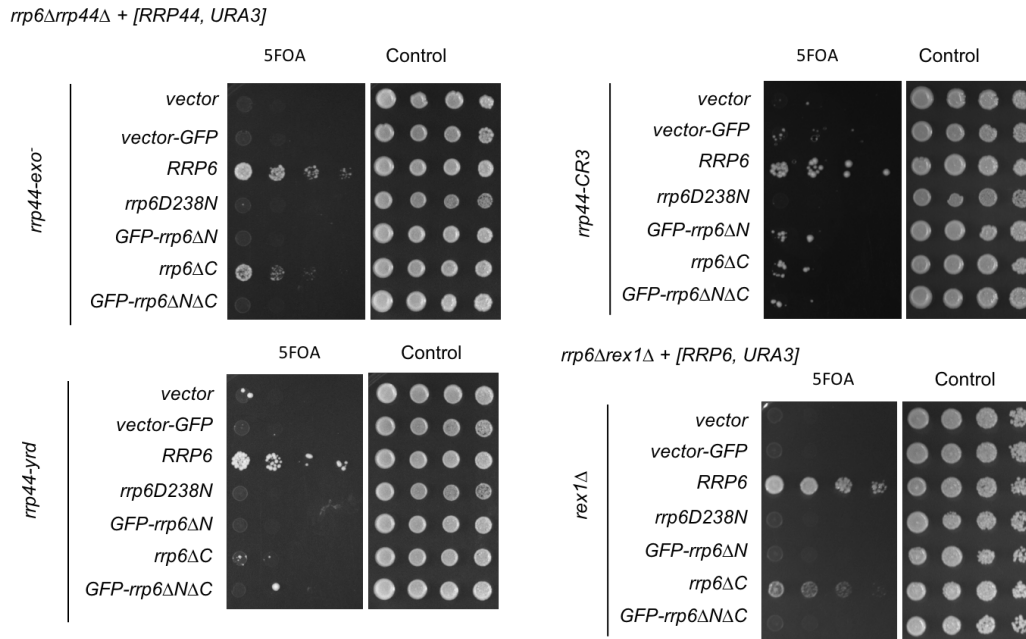 rrp6Δrrp44Δ + [RRP44, URA3]
5FOA Control
rrp44-exo⁻
vector
vector-GFP
RRP6
rrp6D238N
GFP-rrp6ΔN
rrp6ΔC
GFP-rrp6ΔNΔC
5FOA Control
rrp44-CR3
vector
vector-GFP
RRP6
rrp6D238N
GFP-rrp6ΔN
rrp6ΔC
GFP-rrp6ΔNΔC
5FOA Control
rrp44-yrd
vector
vector-GFP
RRP6
rrp6D238N
GFP-rrp6ΔN
rrp6ΔC
GFP-rrp6ΔNΔC
rrp6Δrex1Δ + [RRP6, URA3]
5FOA Control
rex1Δ
vector
vector-GFP
RRP6
rrp6D238N
GFP-rrp6ΔN
rrp6ΔC
GFP-rrp6ΔNΔC